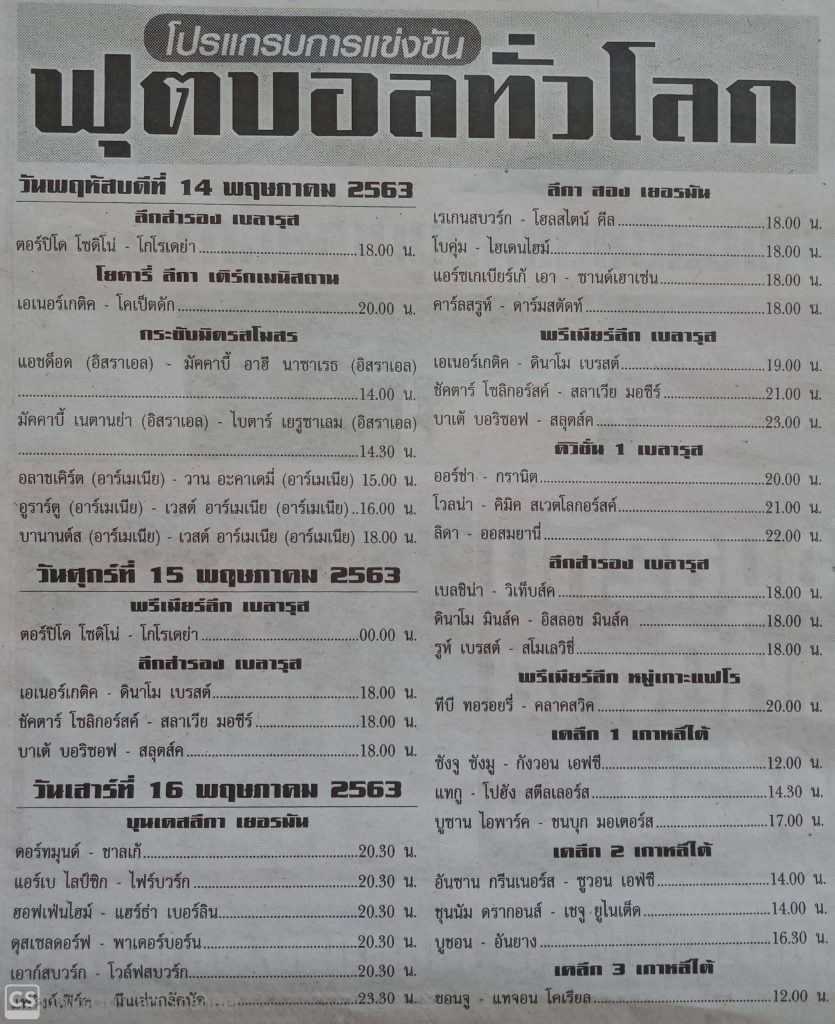 โปรแกรมการแข่งขัน
ฟุตบอลทั่วโลก
วันพฤหัสบดีที่ 14 พฤษภาคม 2563
ลีกสำรอง เบลารุส
ตอร์ปิโด โซดิโน่ - โกโรเดย่า 18.00 น.
โยคารี่ ลีกา เติร์กเมนิสถาน
เอเนอร์เกติค - โคเป็ตดัก 20.00 น.
กระชับมิตรสโมสร
แอชด็อด (อิสราเอล) - มัคคาบี้ อาฮี นาซาเรธ (อิสราเอล)
14.00 น.
มัคคาบี้ เนตานย่า (อิสราเอล) - ไบตาร์ เยรูซาเลม (อิสราเอล)
14.30 น.
อลาชเคิร์ต (อาร์เมเนีย) - วาน อะคาเดมี่ (อาร์เมเนีย) 15.00 น.
อูราร์ตู (อาร์เมเนีย) - เวสต์ อาร์เมเนีย (อาร์เมเนีย)..16.00 น.
บานานต์ส (อาร์เมเนีย) - เวสต์ อาร์เมเนีย (อาร์เมเนีย) 18.00 น.
วันศุกร์ที่ 15 พฤษภาคม 2563
พรีเมียร์ลีก เบลารุส
ตอร์ปิโด โซดิโน่ - โกโรเดย่า 00.00 น.
ลีกสำรอง เบลารุส
เอเนอร์เกติค - ดินาโม เบรสต์ 18.00 น.
ชัคตาร์ โซลิกอร์สค์ - สลาเวีย มอซีร์ 18.00 น.
บาเต้ บอริซอฟ - สลุตส์ค 18.00 น.
วันเสาร์ที่ 16 พฤษภาคม 2563
บุนเดสลีกา เยอรมัน
ดอร์ทมุนด์ - ชาลเก้ 20.30 น.
แอร์เบ ไลป์ซิก - ไฟร์บวร์ก 20.30 น.
ฮอฟเฟ่นไฮม์ - แฮร์ธ่า เบอร์ลิน 20.30 น.
ดุสเซลดอร์ฟ - พาเดอร์บอร์น 20.30 น.
เอาก์สบวร์ก - โวล์ฟสบวร์ก 20.30 น.
มึนเช่นกลัดบัค 23.30 น.
CS
ลีกา สอง เยอรมัน
เรเกนสบวร์ก - โฮลสไตน์ คีล 18.00 น.
โบคุ่ม - ไฮเดนไฮม์ 18.00 น.
แอร์ซเกเบียร์เก้ เอา - ซานด์เฮาเซ่น 18.00 น.
คาร์ลสรูห์ - ดาร์มสตัดท์ 18.00 น.
พรีเมียร์ลีก เบลารุส
เอเนอร์เกติค - ดินาโม เบรสต์ 19.00 น.
ชัคตาร์ โซลิกอร์สค์ - สลาเวีย มอซีร์ 21.00 น.
บาเต้ บอริซอฟ - สลุตส์ค 23.00 น.
ดิวิชั่น 1 เบลารุส
ออร์ช่า - กรานิต 20.00 น.
โวลน่า - คิมิค สเวตโลกอร์สค์ 21.00 น.
ลิดา - ออสมยานี่ 22.00 น.
ลีกสำรอง เบลารุส
เบลชิน่า - วิเท็บส์ค 18.00 น.
ดินาโม มินส์ค - อิสลอช มินส์ค 18.00 น.
รูห์ เบรสต์ - สโมเลวิชี่ 18.00 น.
พรีเมียร์ลีก หมู่เกาะแฟโร
ทีบี ทอรอยรี่ - คลาคสวิค 20.00 น.
เคลีก 1 เกาหลีใต้
ซังจู ซังมู - กังวอน เอฟซี 12.00 น.
แทกู - โปฮัง สตีลเลอร์ส 14.30 น.
บูซาน ไอพาร์ค - ชนบุก มอเตอร์ส 17.00 น.
เคลีก 2 เกาหลีใต้
อันซาน กรีนเนอร์ส - ซูวอน เอฟซี 14.00 น.
ชุนนัม ดรากอนส์ - เชจู ยูไนเต็ด 14.00 น.
บูชอน - อันยาง 16.30 น.
เคลีก 3 เกาหลีใต้
ชอนจู - แทจอน โคเรียล 12.00 น.